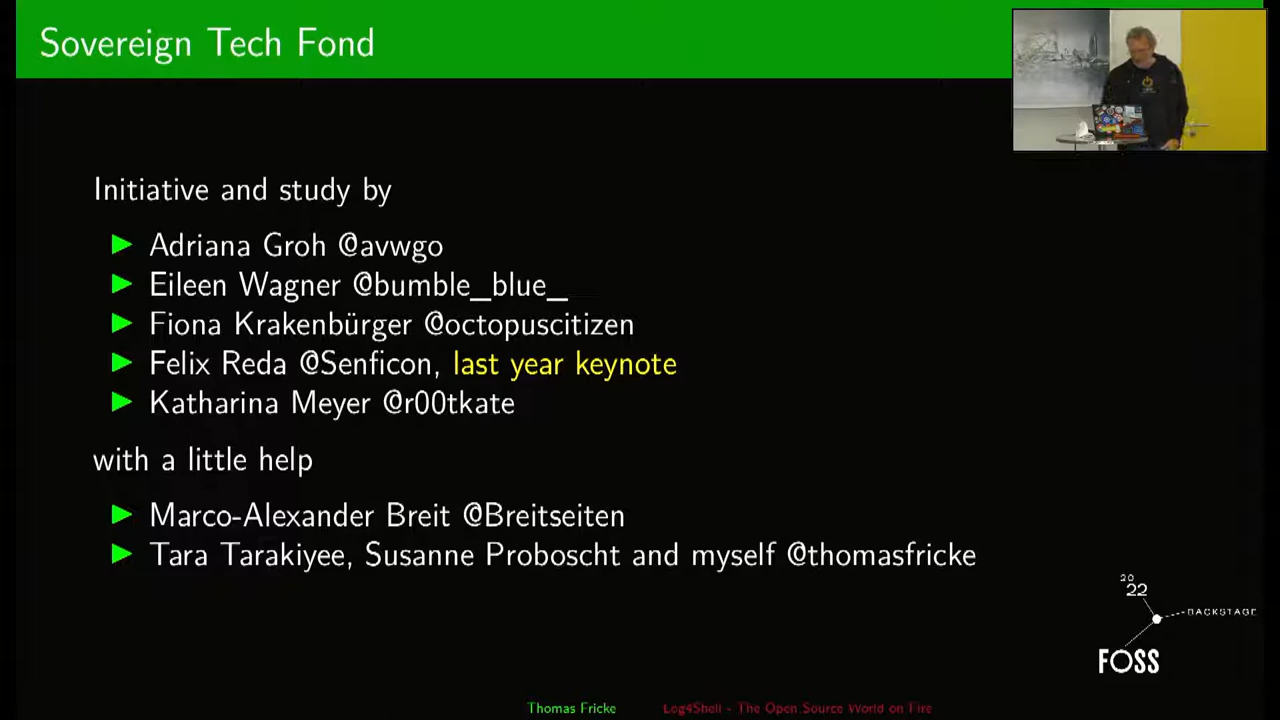 Sovereign Tech Fond
Initiative and study by
Adriana Groh @avwgo
Eileen Wagner @bumble_blue_
Fiona Krakenbürger @octopuscitizen
Felix Reda @Senficon, last year keynote
Katharina Meyer @r00tkate
with a little help
Marco-Alexander Breit @Breitseiten
Tara Tarakiyee, Susanne Proboscht and myself @thomasfricke
20
22
BACKSTAGE
FOSS
Thomas Fricke Log4Shell - The Open Source World on Fire